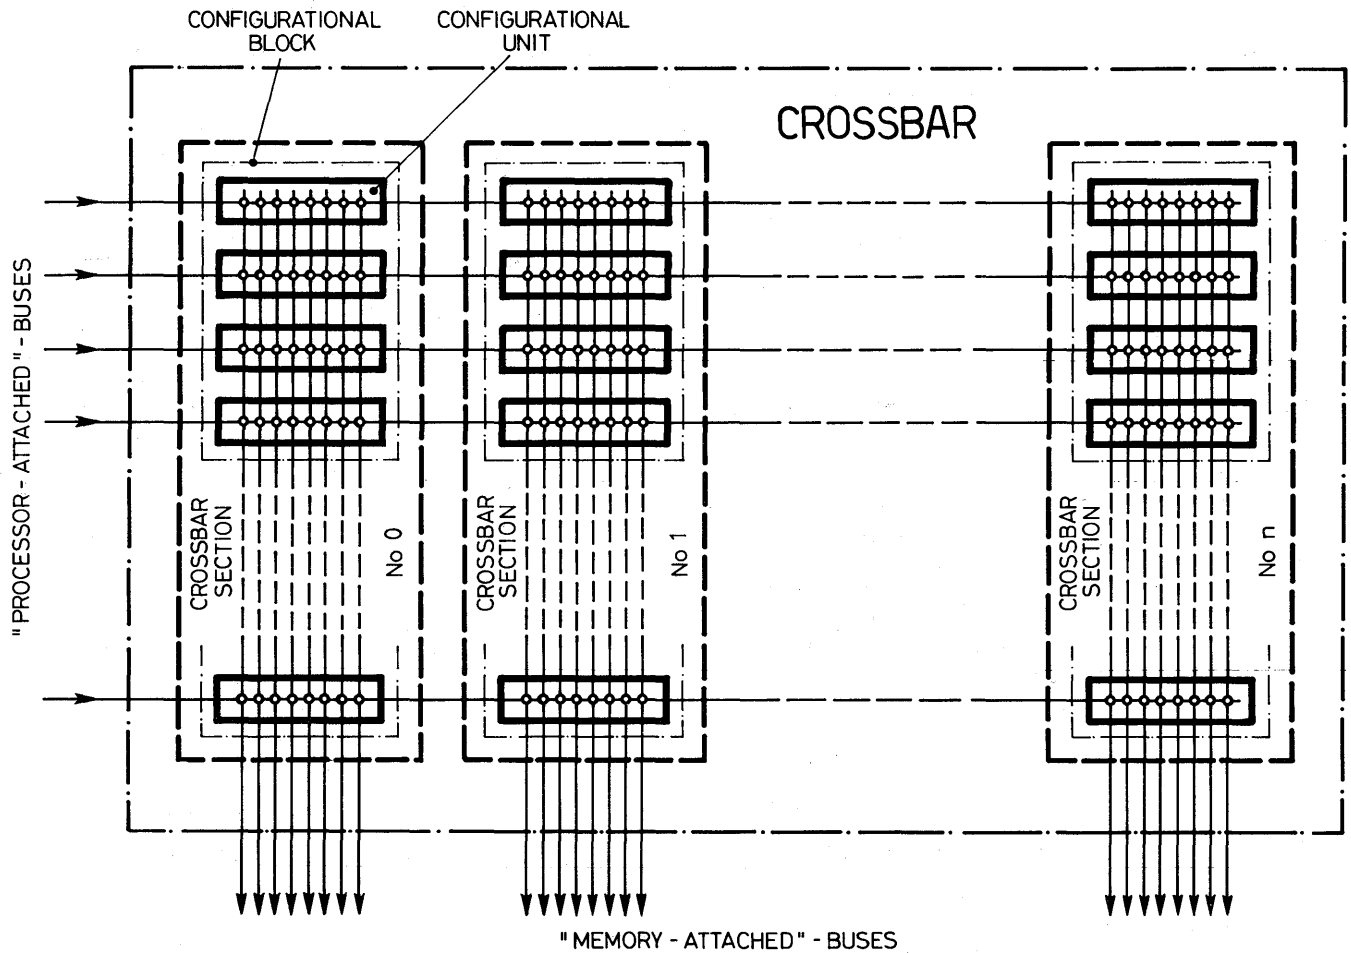 CONFIGURATIONAL
BLOCK
CONFIGURATIONAL
UNIT
CROSSBAR
"PROCESSOR - ATTACHED" - BUSES
CROSSBAR
SECTION
No 0
CROSSBAR
SECTION
No 1
CROSSBAR
SECTION
No n
"MEMORY - ATTACHED" - BUSES